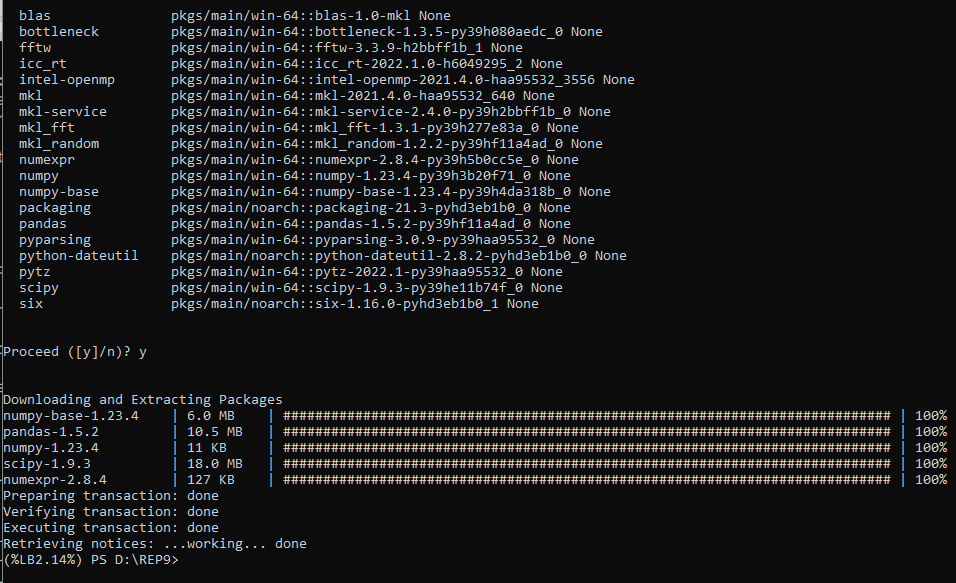 blas pkgs/main/win-64::blas-1.0-mkl None
bottleneck pkgs/main/win-64::bottleneck-1.3.5-py39h080aedc_0 None
fftw pkgs/main/win-64::fftw-3.3.9-h2bbff1b_1 None
icc_rt pkgs/main/win-64::icc_rt-2022.1.0-h6049295_2 None
intel-openmp pkgs/main/win-64::intel-openmp-2021.4.0-haa95532_3556 None
mkl pkgs/main/win-64::mkl-2021.4.0-haa95532_640 None
mkl-service pkgs/main/win-64::mkl-service-2.4.0-py39h2bbff1b_0 None
mkl_fft pkgs/main/win-64::mkl_fft-1.3.1-py39h277e83a_0 None
mkl_random pkgs/main/win-64::mkl_random-1.2.2-py39hf11a4ad_0 None
numexpr pkgs/main/win-64::numexpr-2.8.4-py39h5b0cc5e_0 None
numpy pkgs/main/win-64::numpy-1.23.4-py39h3b20f71_0 None
numpy-base pkgs/main/win-64::numpy-base-1.23.4-py39h4da318b_0 None
packaging pkgs/main/noarch::packaging-21.3-pyhd3eb1b0_0 None
pandas pkgs/main/win-64::pandas-1.5.2-py39hf11a4ad_0 None
pyparsing pkgs/main/win-64::pyparsing-3.0.9-py39haa95532_0 None
python-dateutil pkgs/main/noarch::python-dateutil-2.8.2-pyhd3eb1b0_0 None
pytz pkgs/main/win-64::pytz-2022.1-py39haa95532_0 None
scipy pkgs/main/win-64::scipy-1.9.3-py39he11b74f_0 None
six pkgs/main/noarch::six-1.16.0-pyhd3eb1b0_1 None
Proceed ([y]/n)? y
Downloading and Extracting Packages
numpy-base-1.23.4 | 6.0 MB | ############################################################################ | 100%
pandas-1.5.2 | 10.5 MB | ############################################################################ | 100%
numpy-1.23.4 | 11 KB | ############################################################################ | 100%
scipy-1.9.3 | 18.0 MB | ############################################################################ | 100%
numexpr-2.8.4 | 127 KB | ############################################################################ | 100%
Preparing transaction: done
Verifying transaction: done
Executing transaction: done
Retrieving notices: ...working... done
(%LB2.14%) PS D:\REP9>